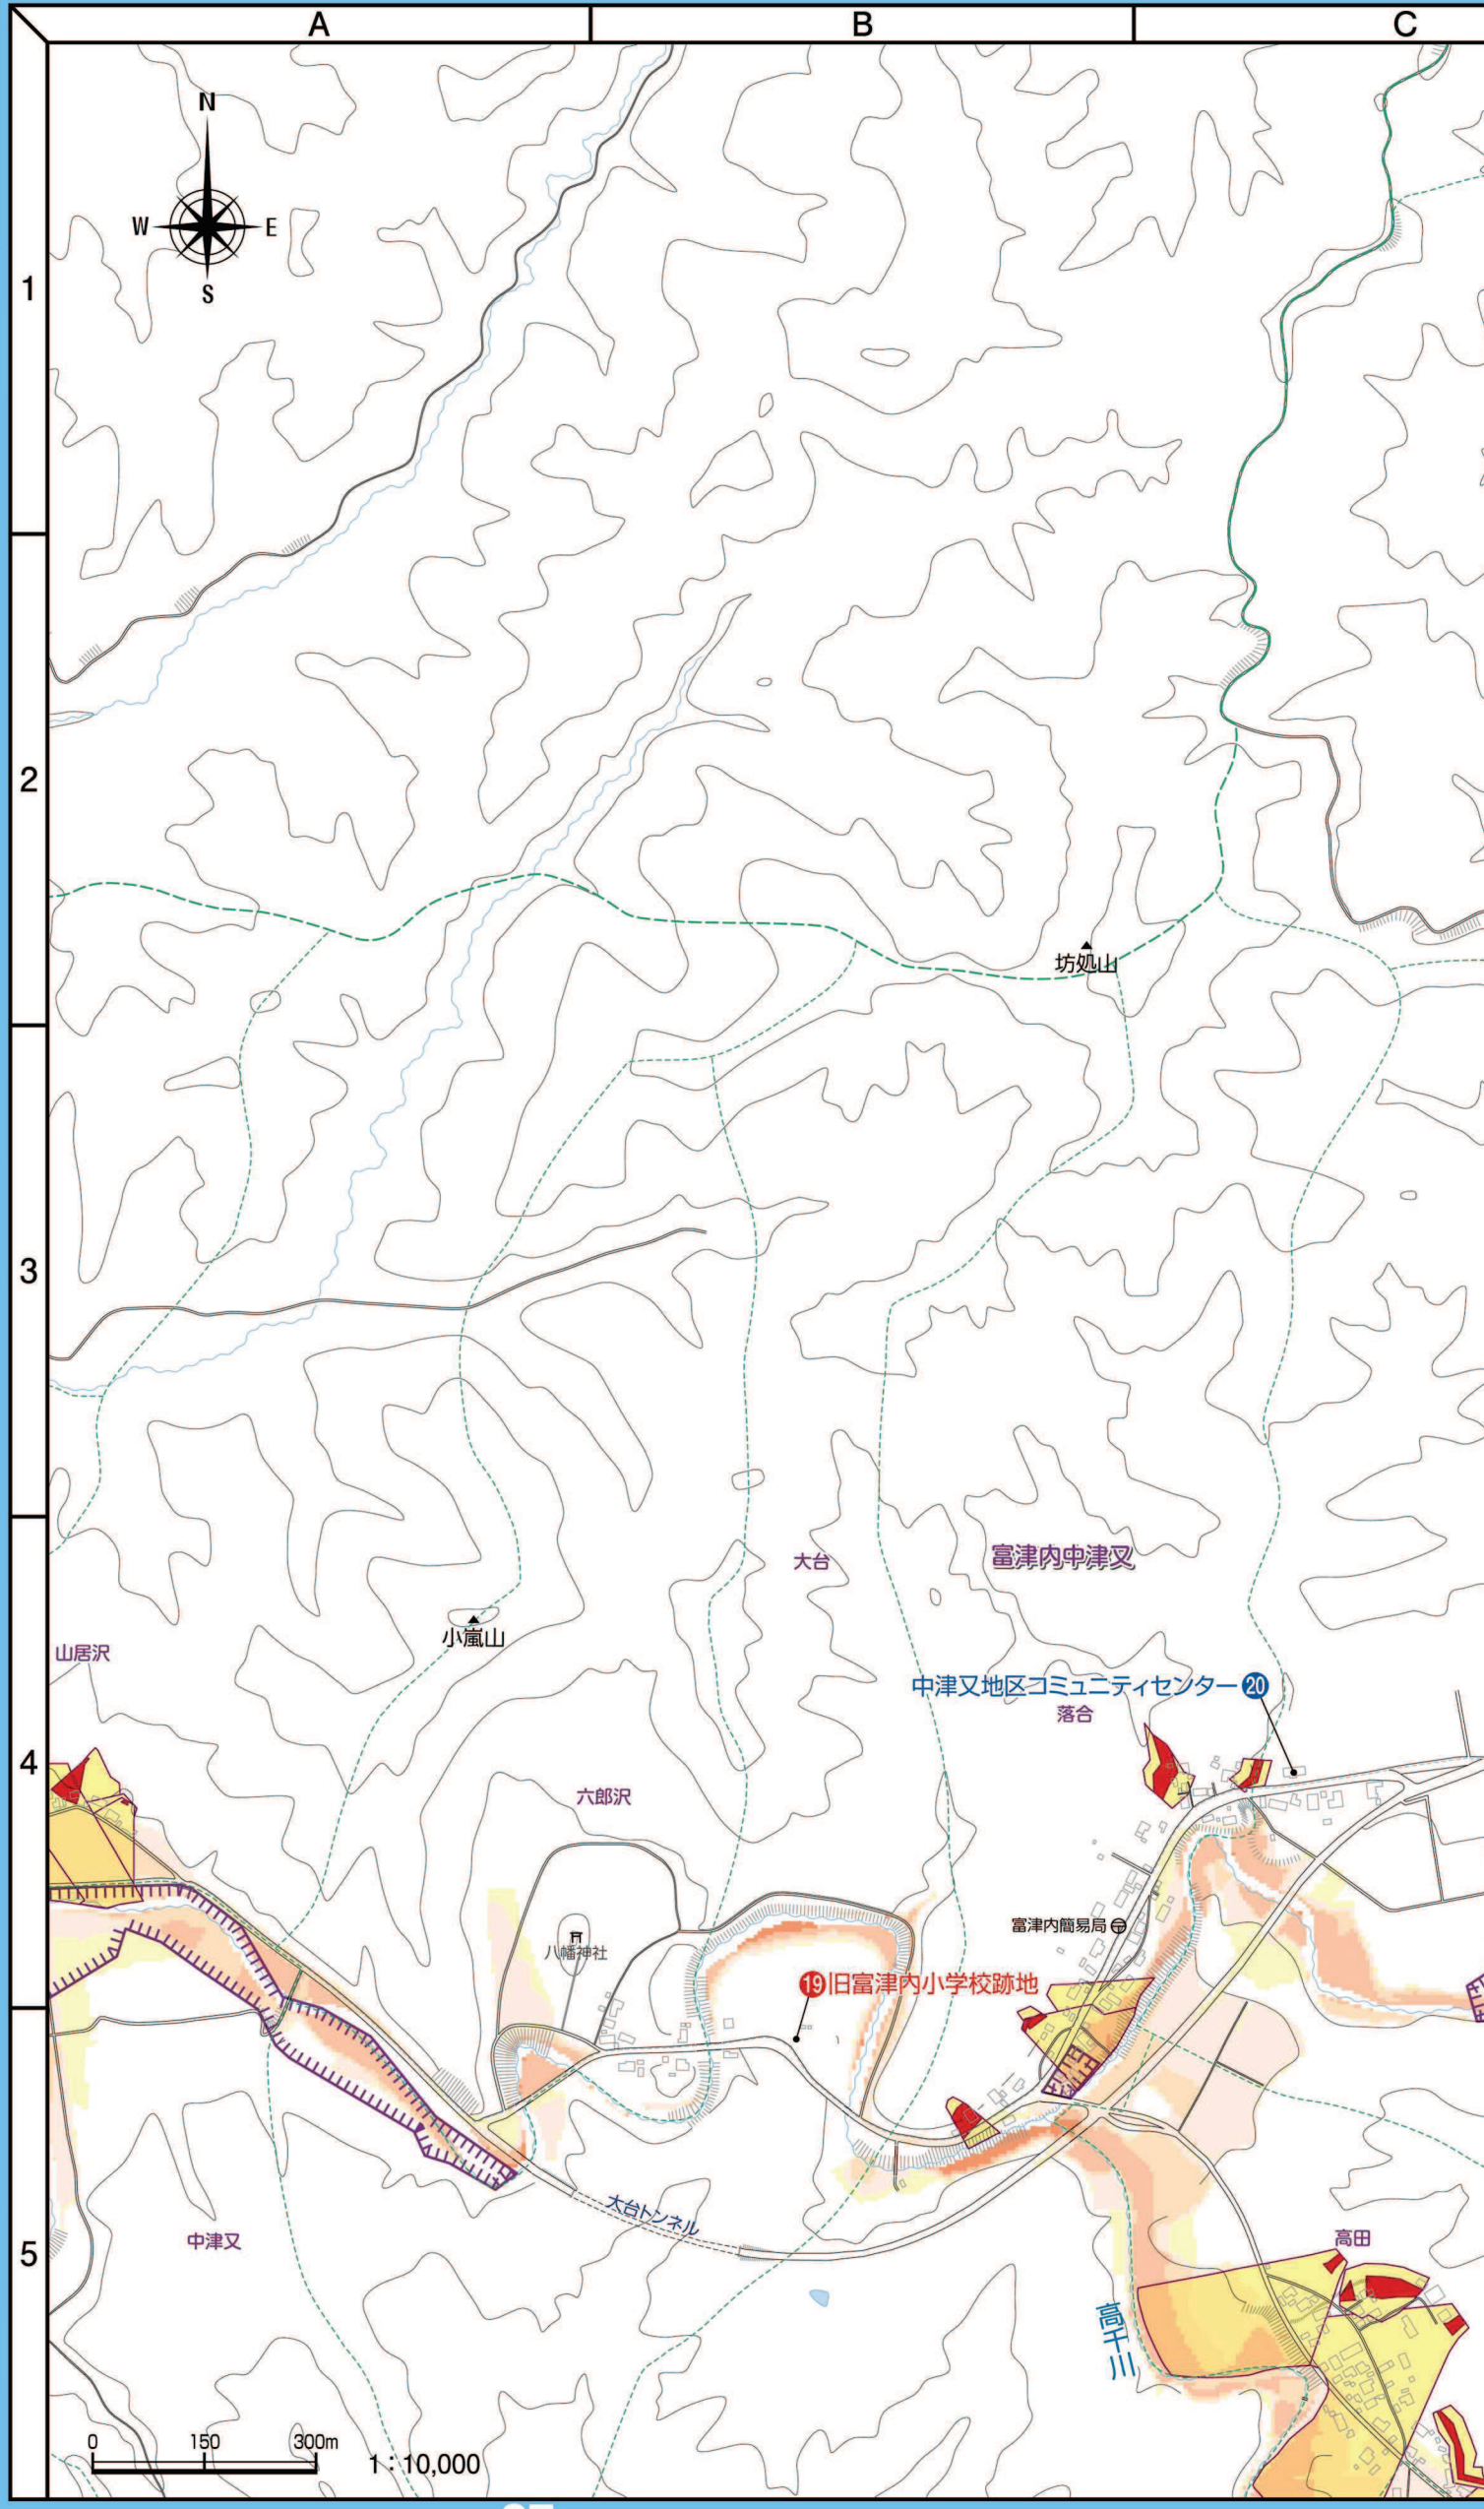 A
B
C
N
W
E
S
1
2
坊処山
3
大台
富津内中津又
小嵐山
山居沢
中津又地区コミュニティセンター 20
落合
4
六郎沢
富津内簡易局
八幡神社
19 旧富津内小学校跡地
大台トンネル
中津又
高田
5
高千川
0 150 300m
1:10,000